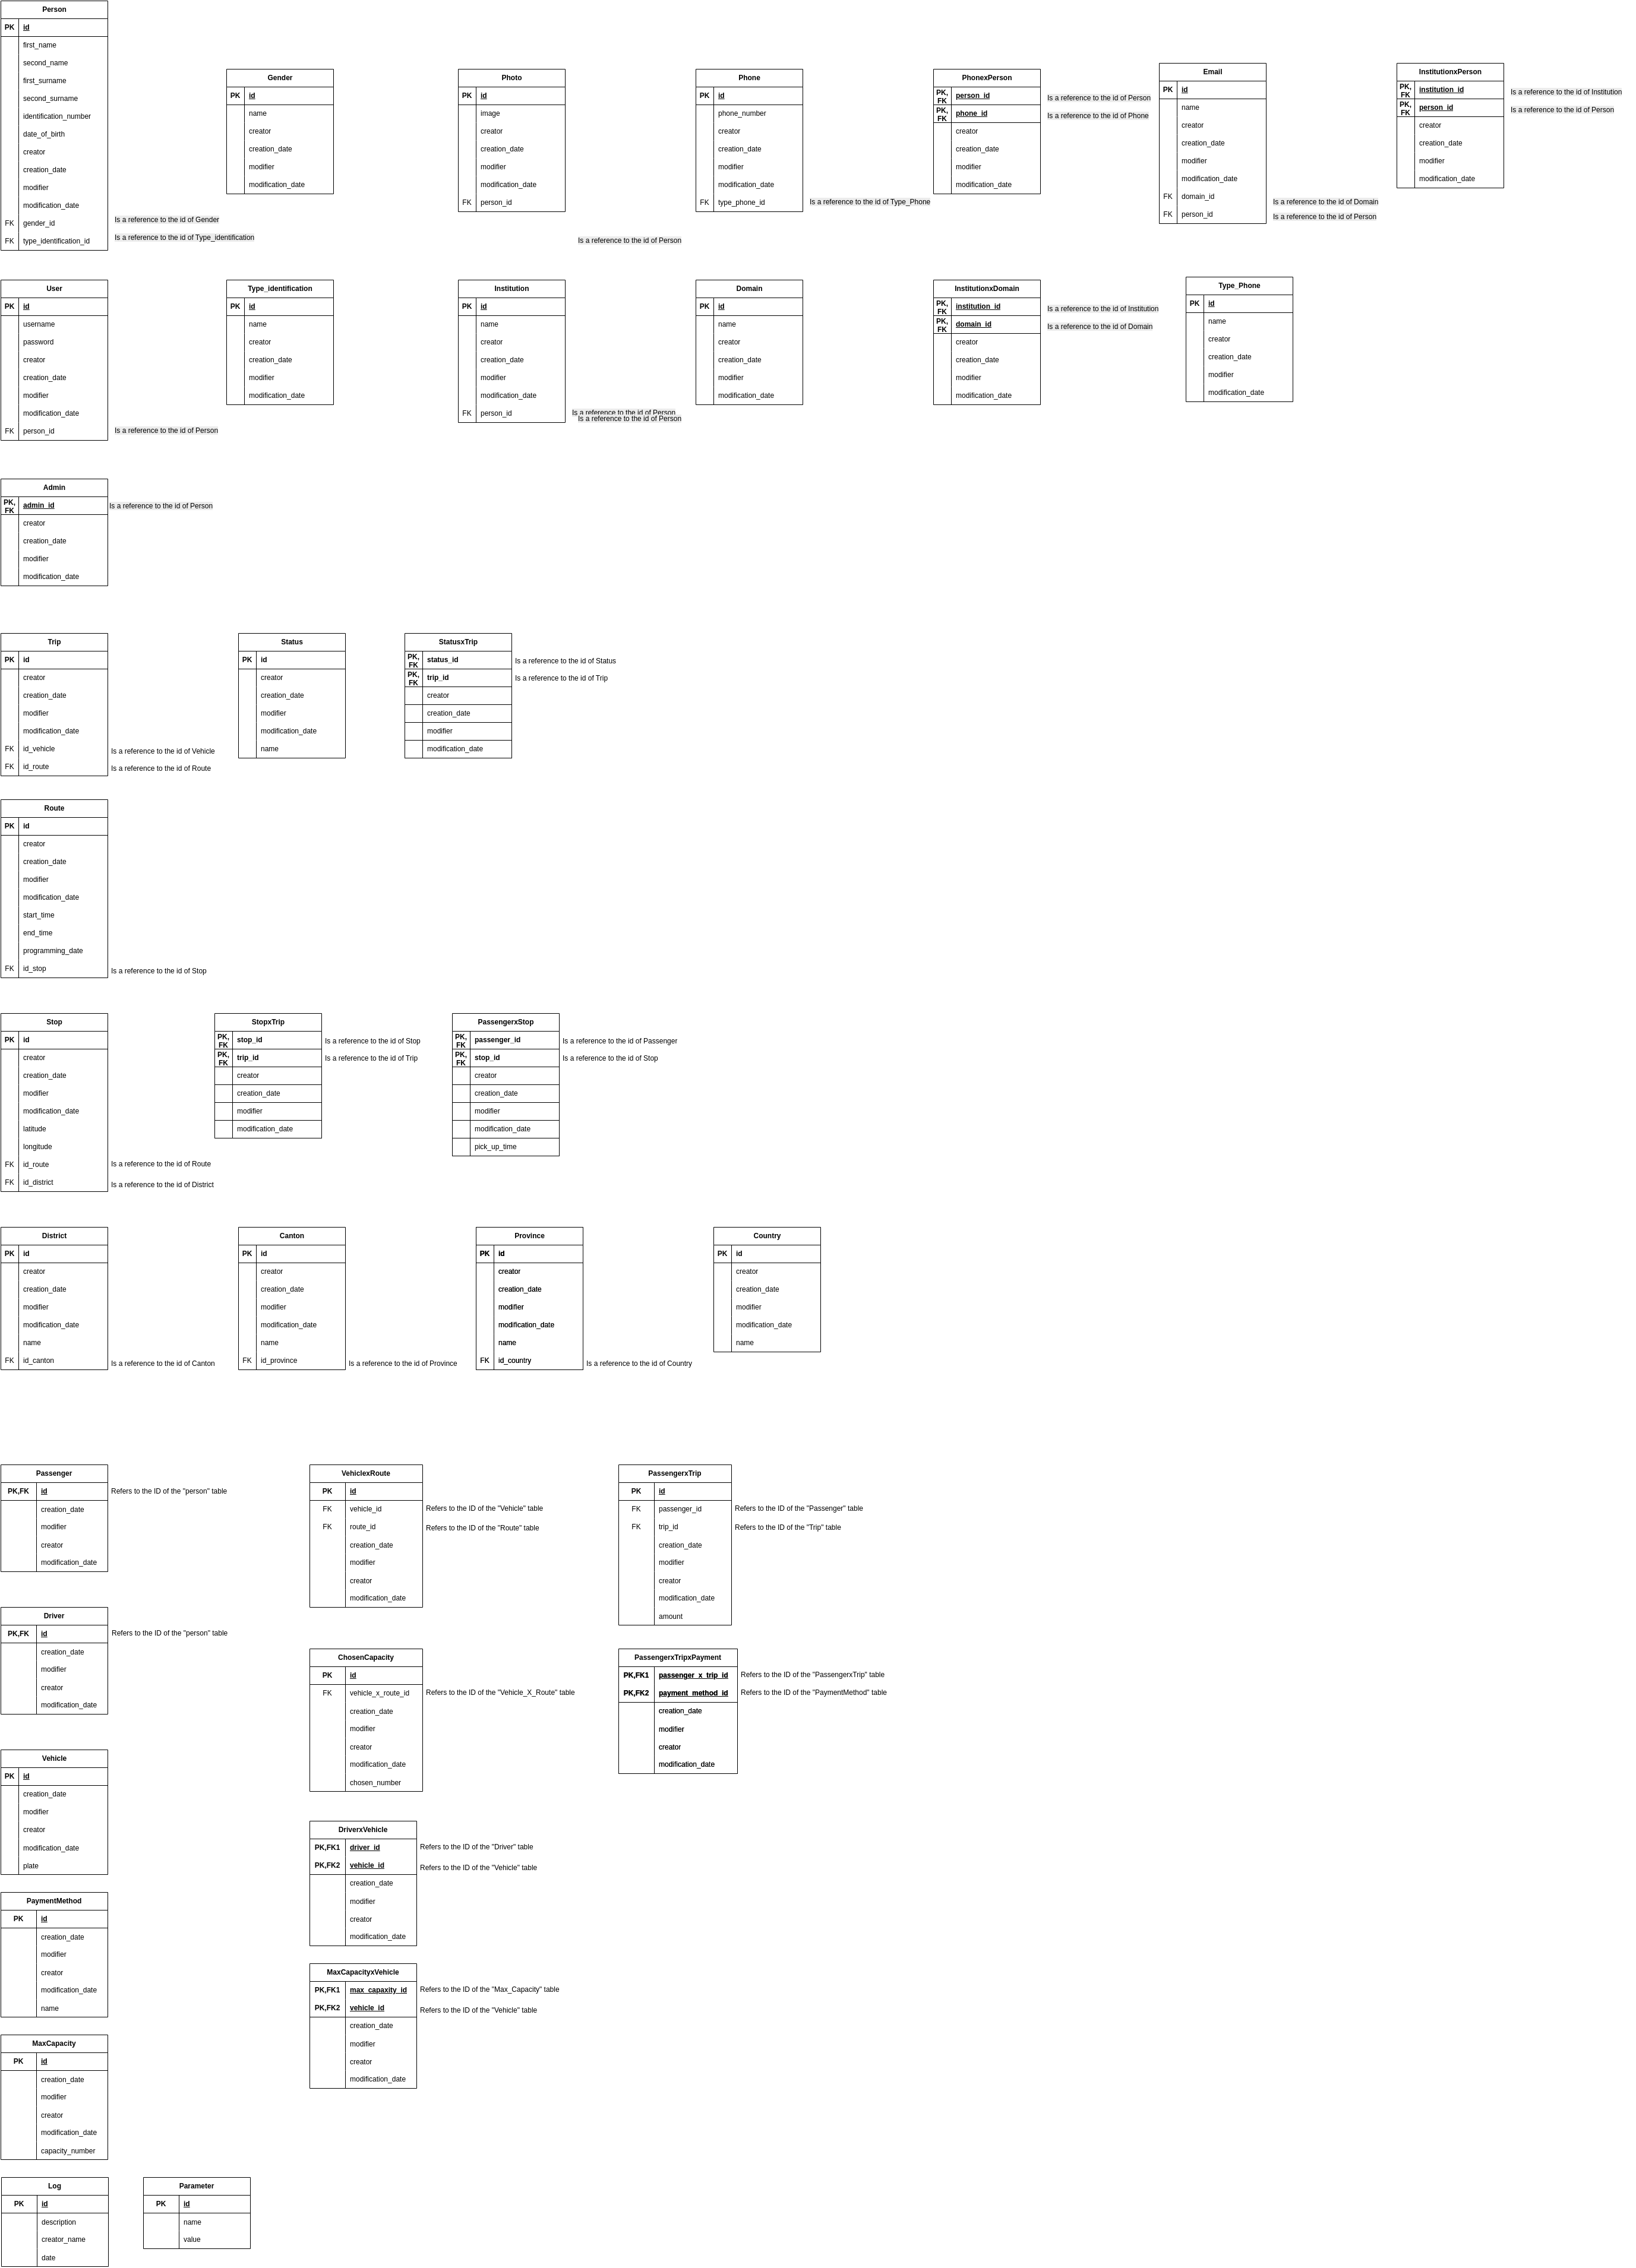 Person
PK id
first_name
second_name
first_surname
second_surname
identification_number
date_of_birth
creator
creation_date
modifier
modification_date
FK gender_id
FK type_identification_id
Is a reference to the id of Gender
Is a reference to the id of Type_identification
Gender
PK id
name
creator
creation_date
modifier
modification_date
Photo
PK id
image
creator
creation_date
modifier
modification_date
FK person_id
Is a reference to the id of Person
Phone
PK id
phone_number
creator
creation_date
modifier
modification_date
FK type_phone_id
Is a reference to the id of Type_Phone
PhonexPerson
PK, FK person_id
PK, FK phone_id
creator
creation_date
modifier
modification_date
Is a reference to the id of Person
Is a reference to the id of Phone
Email
PK id
name
creator
creation_date
modifier
modification_date
FK domain_id
FK person_id
Is a reference to the id of Domain
Is a reference to the id of Person
InstitutionxPerson
PK, FK institution_id
PK, FK person_id
creator
creation_date
modifier
modification_date
Is a reference to the id of Institution
Is a reference to the id of Person
User
PK id
username
password
creator
creation_date
modifier
modification_date
FK person_id
Is a reference to the id of Person
Type_identification
PK id
name
creator
creation_date
modifier
modification_date
Institution
PK id
name
creator
creation_date
modifier
modification_date
FK person_id
Is a reference to the id of Person
Is a reference to the id of Person
Domain
PK id
name
creator
creation_date
modifier
modification_date
InstitutionxDomain
PK, FK institution_id
PK, FK domain_id
creator
creation_date
modifier
modification_date
Is a reference to the id of Institution
Is a reference to the id of Domain
Type_Phone
PK id
name
creator
creation_date
modifier
modification_date
Admin
PK, FK admin_id
creator
creation_date
modifier
modification_date
Is a reference to the id of Person
Trip
PK id
creator
creation_date
modifier
modification_date
FK id_vehicle
FK id_route
Is a reference to the id of Vehicle
Is a reference to the id of Route
Status
PK id
creator
creation_date
modifier
modification_date
name
StatusxTrip
PK, FK status_id
PK, FK trip_id
creator
creation_date
modifier
modification_date
Is a reference to the id of Status
Is a reference to the id of Trip
Route
PK id
creator
creation_date
modifier
modification_date
start_time
end_time
programming_date
FK id_stop
Is a reference to the id of Stop
Stop
PK id
creator
creation_date
modifier
modification_date
latitude
longitude
FK id_route
FK id_district
Is a reference to the id of Route
Is a reference to the id of District
StopxTrip
PK, FK stop_id
PK, FK trip_id
creator
creation_date
modifier
modification_date
Is a reference to the id of Stop
Is a reference to the id of Trip
PassengerxStop
PK, FK passenger_id
PK, FK stop_id
creator
creation_date
modifier
modification_date
pick_up_time
Is a reference to the id of Passenger
Is a reference to the id of Stop
District
PK id
creator
creation_date
modifier
modification_date
name
FK id_canton
Is a reference to the id of Canton
Canton
PK id
creator
creation_date
modifier
modification_date
name
FK id_province
Is a reference to the id of Province
Province
PK id
creator
creation_date
modifier
modification_date
name
FK id_country
Is a reference to the id of Country
Country
PK id
creator
creation_date
modifier
modification_date
name
Passenger
PK,FK id
creation_date
modifier
creator
modification_date
Refers to the ID of the "person" table
VehiclexRoute
PK id
FK vehicle_id
FK route_id
creation_date
modifier
creator
modification_date
Refers to the ID of the "Vehicle" table
Refers to the ID of the "Route" table
PassengerxTrip
PK id
FK passenger_id
FK trip_id
creation_date
modifier
creator
modification_date
amount
Refers to the ID of the "Passenger" table
Refers to the ID of the "Trip" table
Driver
PK,FK id
creation_date
modifier
creator
modification_date
Refers to the ID of the "person" table
ChosenCapacity
PK id
FK vehicle_x_route_id
creation_date
modifier
creator
modification_date
chosen_number
Refers to the ID of the "Vehicle_X_Route" table
PassengerxTripxPayment
PK,FK1 passenger_x_trip_id
PK,FK2 payment_method_id
creation_date
modifier
creator
modification_date
Refers to the ID of the "PassengerxTrip" table
Refers to the ID of the "PaymentMethod" table
Vehicle
PK id
creation_date
modifier
creator
modification_date
plate
DriverxVehicle
PK,FK1 driver_id
PK,FK2 vehicle_id
creation_date
modifier
creator
modification_date
Refers to the ID of the "Driver" table
Refers to the ID of the "Vehicle" table
PaymentMethod
PK id
creation_date
modifier
creator
modification_date
name
MaxCapacityxVehicle
PK,FK1 max_capaxity_id
PK,FK2 vehicle_id
creation_date
modifier
creator
modification_date
Refers to the ID of the "Max_Capacity" table
Refers to the ID of the "Vehicle" table
MaxCapacity
PK id
creation_date
modifier
creator
modification_date
capacity_number
Log
PK id
description
creator_name
date
Parameter
PK id
name
value